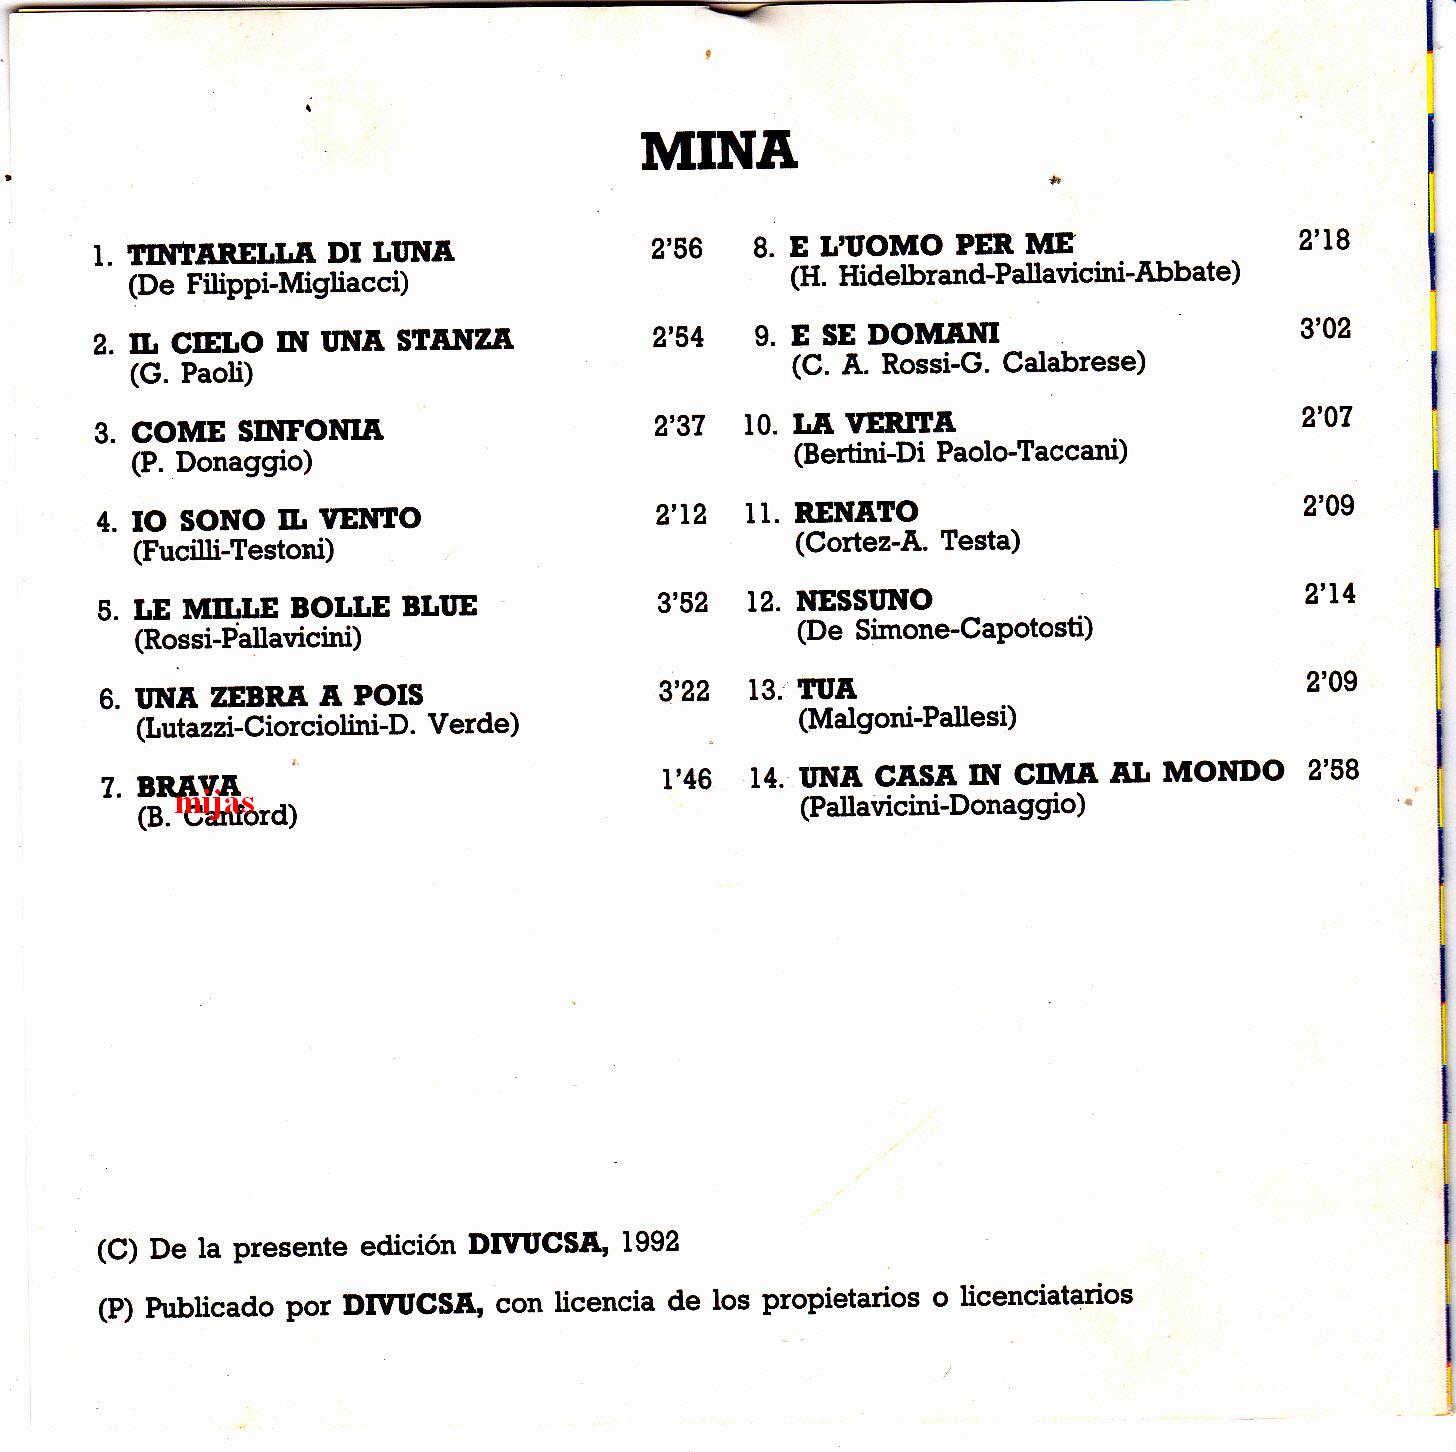 MINA
1. TINTARELLA DI LUNA 2'56
(De Filippi-Migliacci)
2. IL CIELO IN UNA STANZA 2'54
(G. Paoli)
3. COME SINFONIA 2'37
(P. Donaggio)
4. IO SONO IL VENTO 2'12
(Fucilli-Testoni)
5. LE MILLE BOLLE BLUE 3'52
(Rossi-Pallavicini)
6. UNA ZEBRA A POIS 3'22
(Lutazzi-Ciorciolini-D. Verde)
7. BRAVA 1'46
mijas
(B. Canford)
8. E L'UOMO PER ME 2'18
(H. Hidelbrand-Pallavicini-Abbate)
9. E SE DOMANI 3'02
(C. A. Rossi-G. Calabrese)
10. LA VERITA 2'07
(Bertini-Di Paolo-Taccani)
11. RENATO 2'09
(Cortez-A. Testa)
12. NESSUNO 2'14
(De Simone-Capotosti)
13. TUA 2'09
(Malgoni-Pallesi)
14. UNA CASA IN CIMA AL MONDO 2'58
(Pallavicini-Donaggio)
(C) De la presente edición DIVUCSA, 1992
(P) Publicado por DIVUCSA, con licencia de los propietarios o licenciatarios